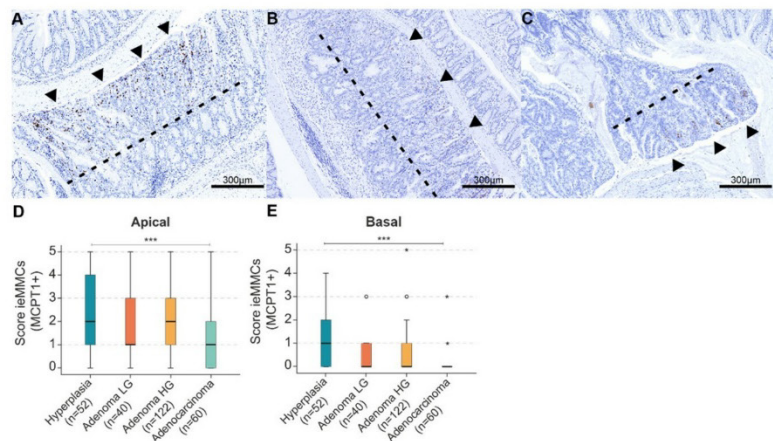 A
B
C
300µm
300µm
300µm
D
Apical
***
Score ieMMCs
(MCPT1+)
5
4
3
2
1
0
Hyperplasia
(n=52)
Adenoma LG
(n=40)
Adenoma HG
(n=122)
Adenocarcinoma
(n=60)
E
Basal
***
Score ieMMCs
(MCPT1+)
5
4
3
2
1
0
Hyperplasia
(n=52)
Adenoma LG
(n=40)
Adenoma HG
(n=122)
Adenocarcinoma
(n=60)